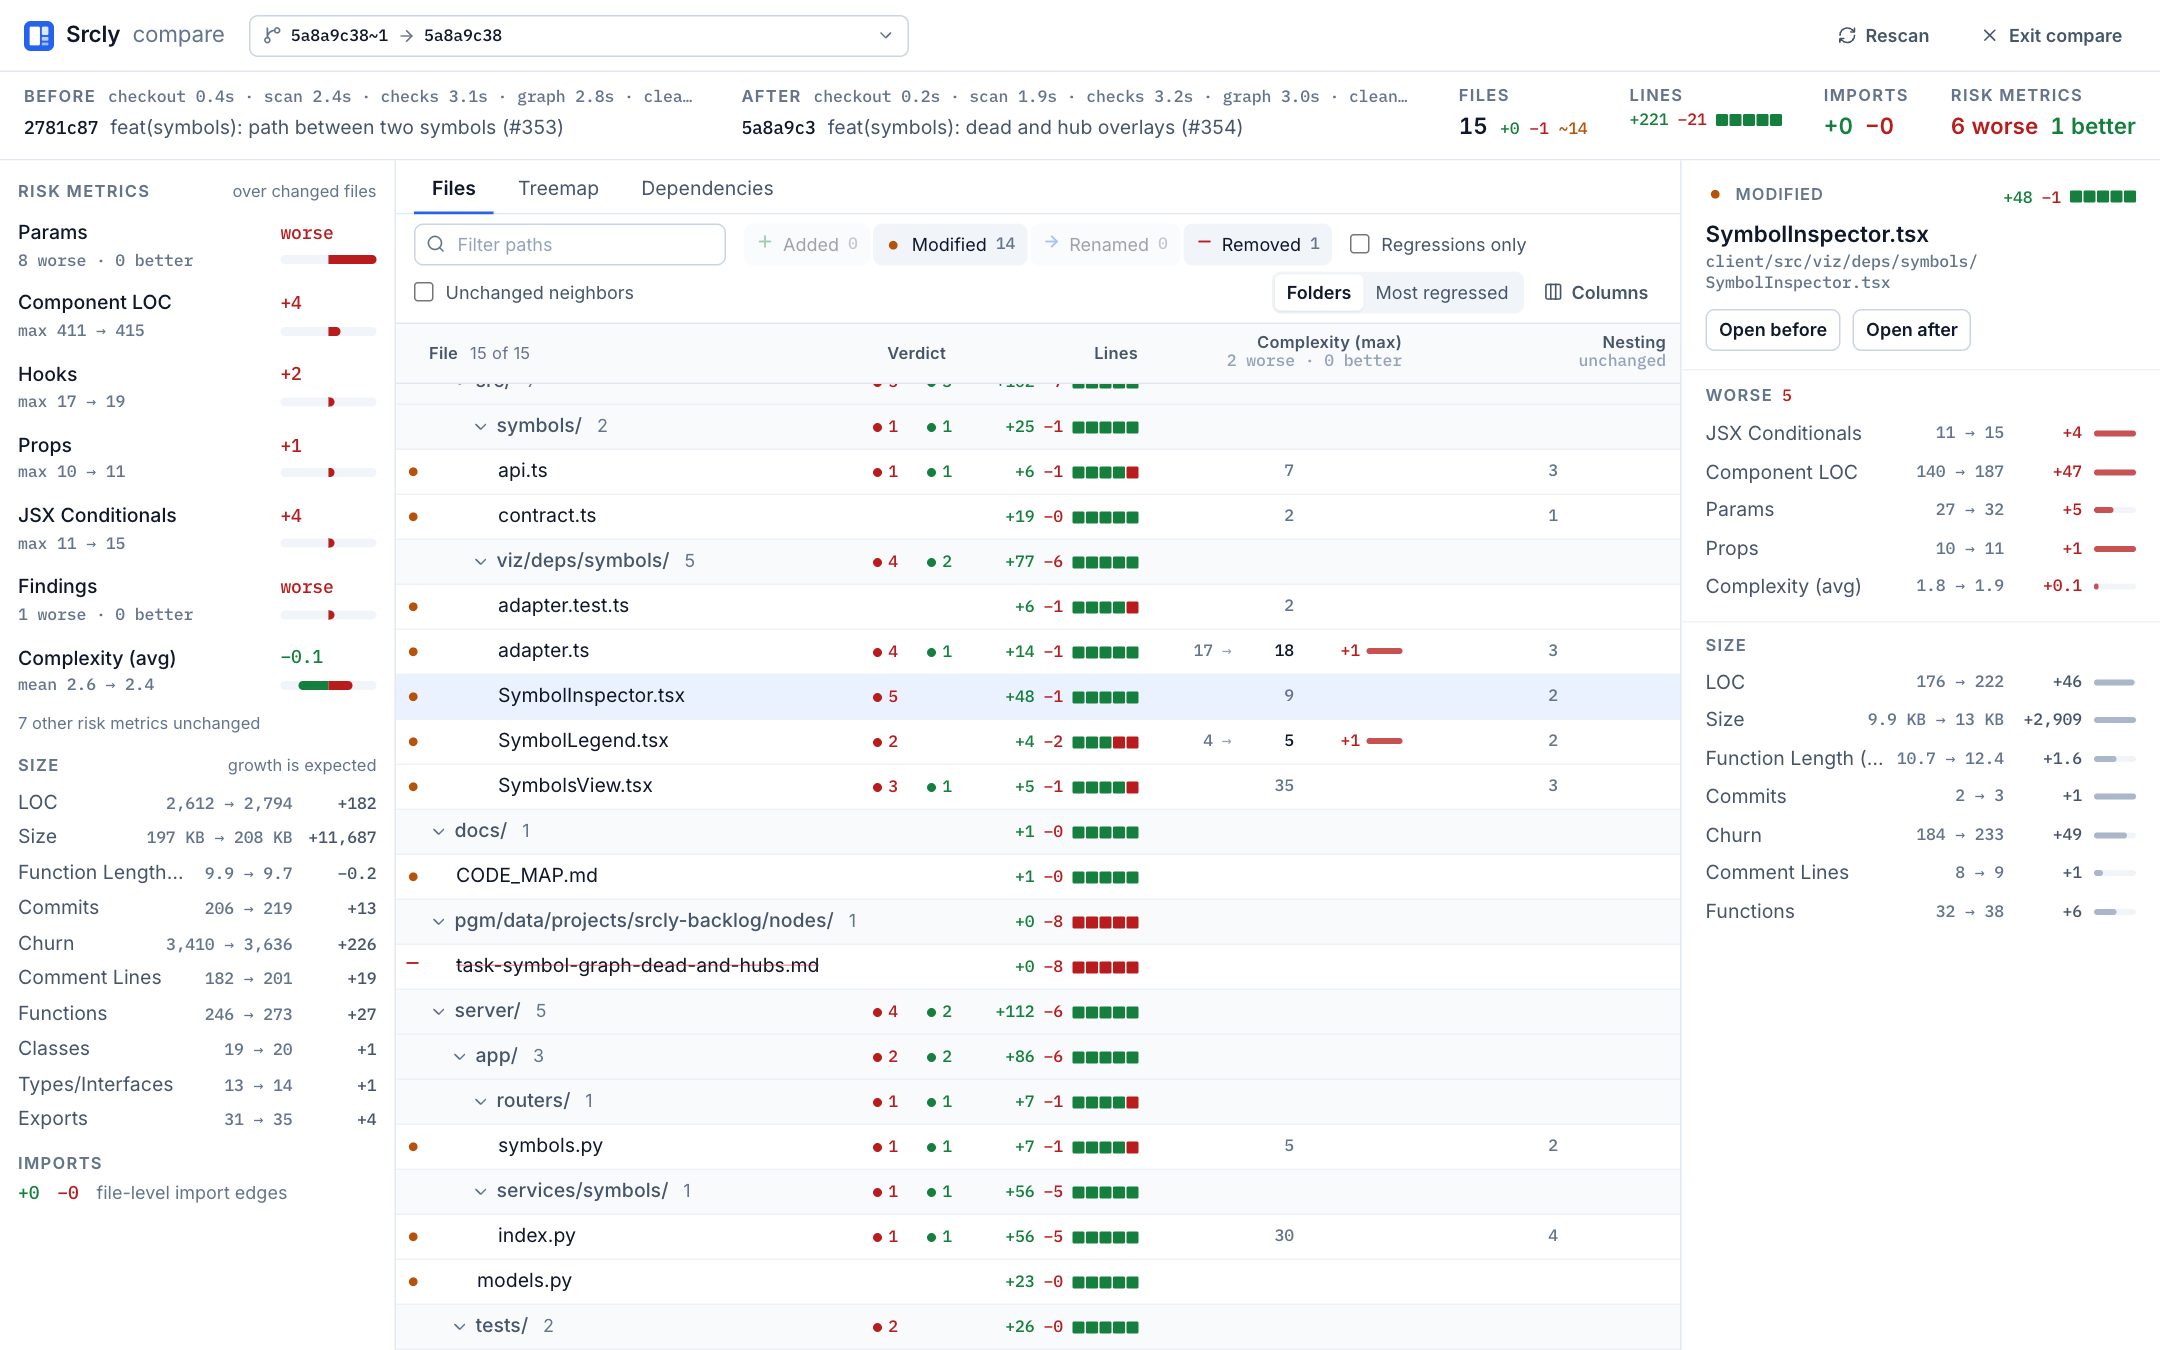 Srcly compare
5a8a9c38~1 → 5a8a9c38
Rescan
Exit compare
BEFORE checkout 0.4s · scan 2.4s · checks 3.1s · graph 2.8s · clea…
2781c87 feat(symbols): path between two symbols (#353)
AFTER checkout 0.2s · scan 1.9s · checks 3.2s · graph 3.0s · clean…
5a8a9c3 feat(symbols): dead and hub overlays (#354)
FILES
15 +0 −1 ~14
LINES
+221 −21
IMPORTS
+0 −0
RISK METRICS
6 worse 1 better
RISK METRICS over changed files
Params worse
8 worse · 0 better
Component LOC +4
max 411 → 415
Hooks +2
max 17 → 19
Props +1
max 10 → 11
JSX Conditionals +4
max 11 → 15
Findings worse
1 worse · 0 better
Complexity (avg) −0.1
mean 2.6 → 2.4
7 other risk metrics unchanged
SIZE growth is expected
LOC 2,612 → 2,794 +182
Size 197 KB → 208 KB +11,687
Function Length… 9.9 → 9.7 −0.2
Commits 206 → 219 +13
Churn 3,410 → 3,636 +226
Comment Lines 182 → 201 +19
Functions 246 → 273 +27
Classes 19 → 20 +1
Types/Interfaces 13 → 14 +1
Exports 31 → 35 +4
IMPORTS
+0 −0 file-level import edges
Files Treemap Dependencies
Filter paths
+ Added 0
Modified 14
→ Renamed 0
− Removed 1
Regressions only
Unchanged neighbors
Folders Most regressed
Columns
File 15 of 15 Verdict Lines Complexity (max) Nesting
2 worse · 0 better unchanged
symbols/ 2 1 1 +25 −1
api.ts 1 1 +6 −1 7 3
contract.ts +19 −0 2 1
viz/deps/symbols/ 5 4 2 +77 −6
adapter.test.ts +6 −1 2
adapter.ts 4 1 +14 −1 17 → 18 +1 3
SymbolInspector.tsx 5 +48 −1 9 2
SymbolLegend.tsx 2 +4 −2 4 → 5 +1 2
SymbolsView.tsx 3 1 +5 −1 35 3
docs/ 1 +1 −0
CODE_MAP.md +1 −0
pgm/data/projects/srcly-backlog/nodes/ 1 +0 −8
− task-symbol-graph-dead-and-hubs.md +0 −8
server/ 5 4 2 +112 −6
app/ 3 2 2 +86 −6
routers/ 1 1 1 +7 −1
symbols.py 1 1 +7 −1 5 2
services/symbols/ 1 1 1 +56 −5
index.py 1 1 +56 −5 30 4
models.py +23 −0
tests/ 2 2 +26 −0
MODIFIED +48 −1
SymbolInspector.tsx
client/src/viz/deps/symbols/
SymbolInspector.tsx
Open before Open after
WORSE 5
JSX Conditionals 11 → 15 +4
Component LOC 140 → 187 +47
Params 27 → 32 +5
Props 10 → 11 +1
Complexity (avg) 1.8 → 1.9 +0.1
SIZE
LOC 176 → 222 +46
Size 9.9 KB → 13 KB +2,909
Function Length (… 10.7 → 12.4 +1.6
Commits 2 → 3 +1
Churn 184 → 233 +49
Comment Lines 8 → 9 +1
Functions 32 → 38 +6